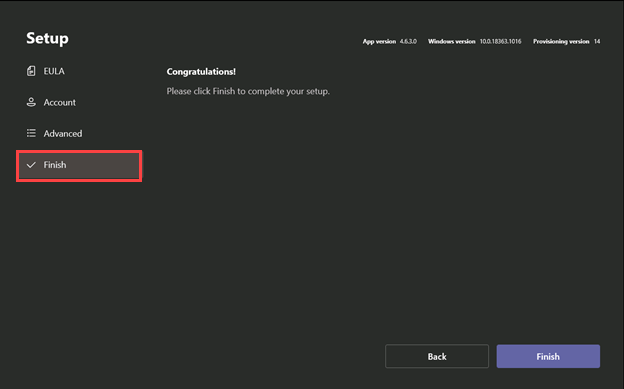 Setup
App version 4.6.3.0 Windows version 10.0.18363.1016 Provisioning version 14
EULA
Account
Advanced
Finish
Congratulations!
Please click Finish to complete your setup.
Back
Finish